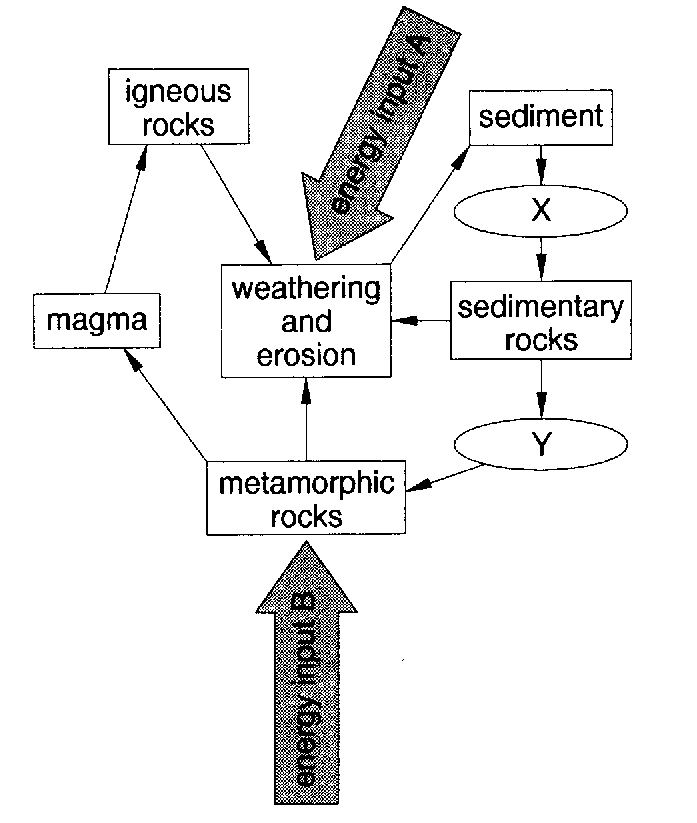 igneous
rocks
energy input A
sediment
X
weathering
and
erosion
sedimentary
rocks
magma
Y
metamorphic
rocks
energy input B